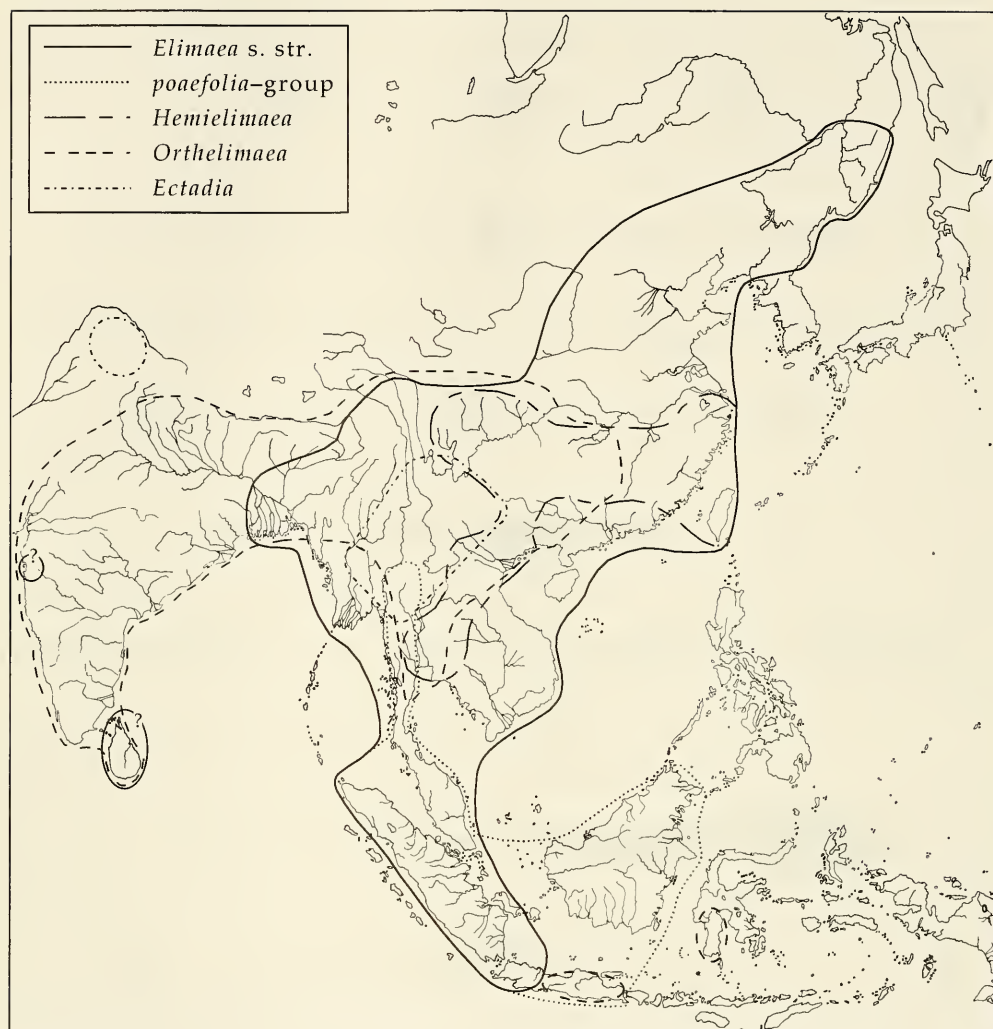 Elimaea s. str.
poaefolia–group
Hemielimaea
Orthelimaea
Ectadia
?
?